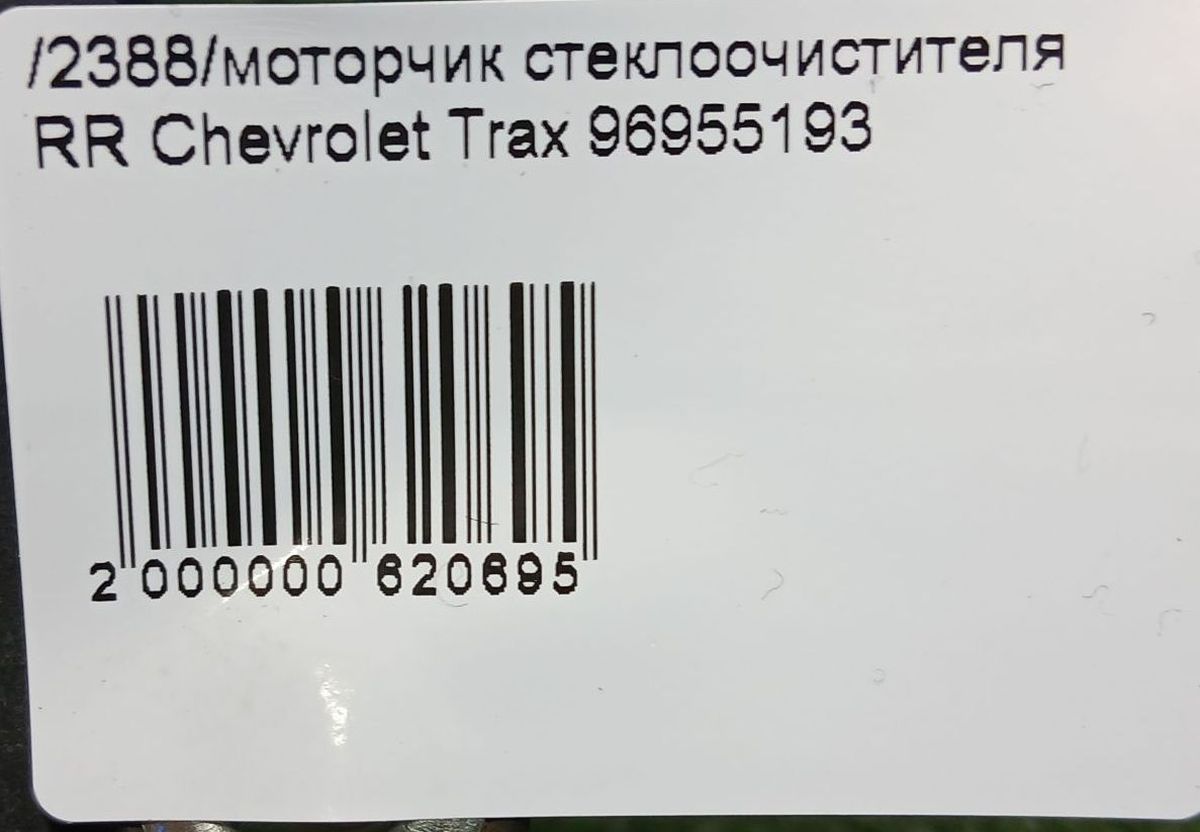 /2388/моторчик стеклоочистителя
RR Chevrolet Trax 96955193
2 000000 620695